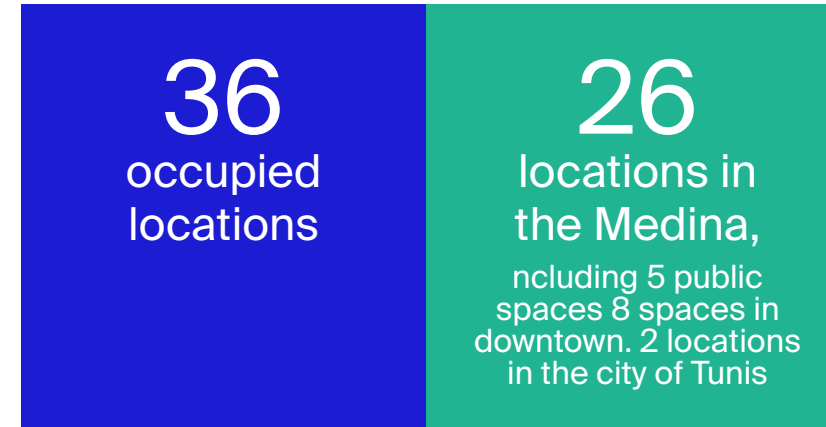 36
occupied
locations
26
locations in
the Medina,
ncluding 5 public
spaces 8 spaces in
downtown. 2 locations
in the city of Tunis